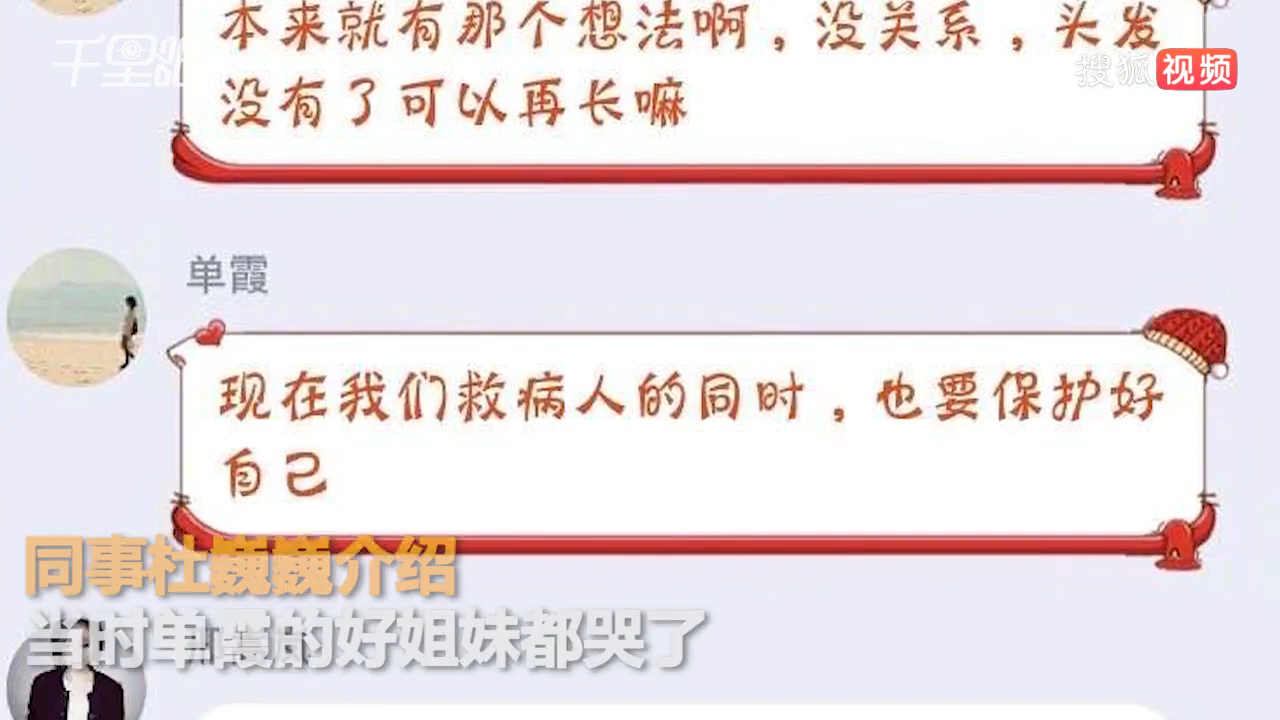 本来就有那个想法啊，没关系，头发
没有了可以再长嘛
千里眼
搜狐视频
单霞
现在我们救病人的同时，也要保护好
自己
同事杜巍巍介绍
当时单霞的好姐妹都哭了